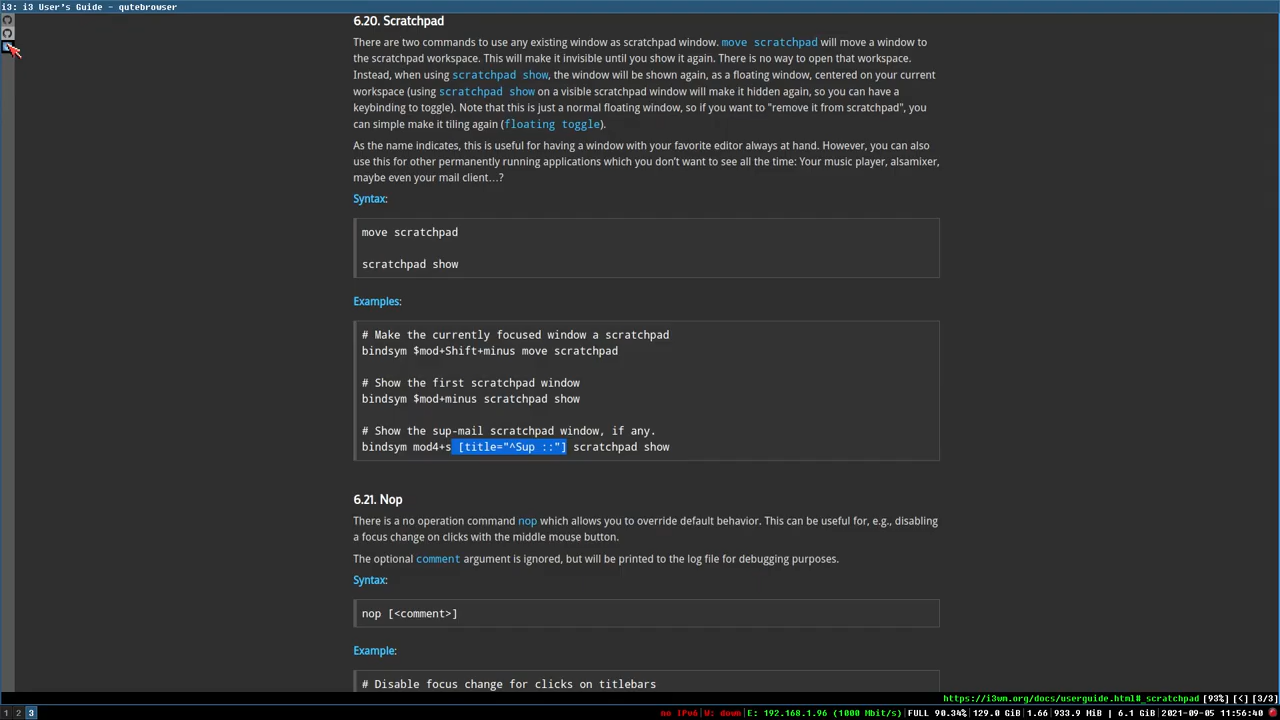 i3: i3 User's Guide - qutebrowser
6.20. Scratchpad
There are two commands to use any existing window as scratchpad window. move scratchpad will move a window to
the scratchpad workspace. This will make it invisible until you show it again. There is no way to open that workspace.
Instead, when using scratchpad show, the window will be shown again, as a floating window, centered on your current
workspace (using scratchpad show on a visible scratchpad window will make it hidden again, so you can have a
keybinding to toggle). Note that this is just a normal floating window, so if you want to "remove it from scratchpad", you
can simple make it tiling again (floating toggle).
As the name indicates, this is useful for having a window with your favorite editor always at hand. However, you can also
use this for other permanently running applications which you don’t want to see all the time: Your music player, alsamixer,
maybe even your mail client…?
Syntax:
move scratchpad
scratchpad show
Examples:
# Make the currently focused window a scratchpad
bindsym $mod+Shift+minus move scratchpad
# Show the first scratchpad window
bindsym $mod+minus scratchpad show
# Show the sup-mail scratchpad window, if any.
bindsym mod4+s [title="^Sup ::"] scratchpad show
6.21. Nop
There is a no operation command nop which allows you to override default behavior. This can be useful for, e.g., disabling
a focus change on clicks with the middle mouse button.
The optional comment argument is ignored, but will be printed to the log file for debugging purposes.
Syntax:
nop [<comment>]
Example:
# Disable focus change for clicks on titlebars
https://i3wm.org/docs/userguide.html#_scratchpad [93%] [<] [3/3]
1 2 3 no IPv6|W: down|E: 192.168.1.96 (1000 Mbit/s)|FULL 90.34%|129.0 GiB|1.66|933.9 MiB|6.1 GiB|2021-09-05 11:56:40